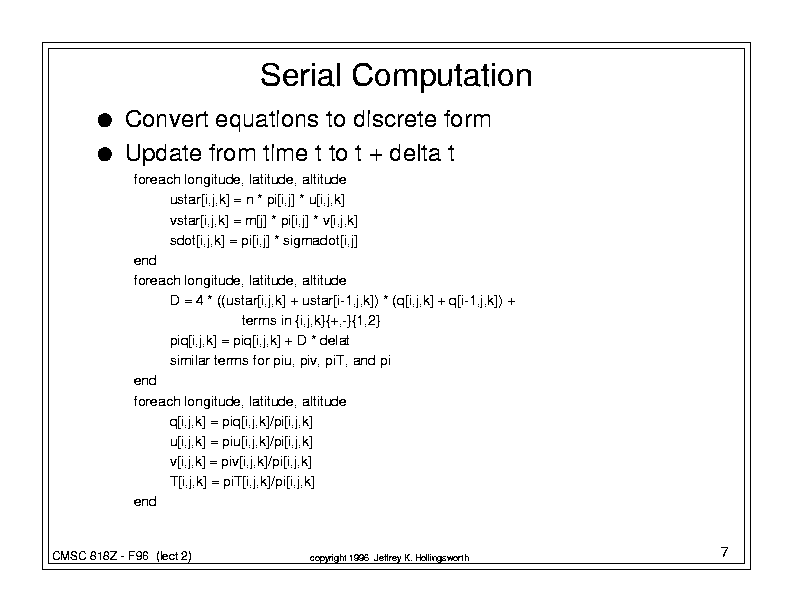 Serial Computation
● Convert equations to discrete form
● Update from time t to t + delta t
foreach longitude, latitude, altitude
ustar[i,j,k] = n * pi[i,j] * u[i,j,k]
vstar[i,j,k] = m[j] * pi[i,j] * v[i,j,k]
sdot[i,j,k] = pi[i,j] * sigmadot[i,j]
end
foreach longitude, latitude, altitude
D = 4 * ((ustar[i,j,k] + ustar[i-1,j,k]) * (q[i,j,k] + q[i-1,j,k]) +
terms in {i,j,k}{+,-}{1,2}
piq[i,j,k] = piq[i,j,k] + D * delat
similar terms for piu, piv, piT, and pi
end
foreach longitude, latitude, altitude
q[i,j,k] = piq[i,j,k]/pi[i,j,k]
u[i,j,k] = piu[i,j,k]/pi[i,j,k]
v[i,j,k] = piv[i,j,k]/pi[i,j,k]
T[i,j,k] = piT[i,j,k]/pi[i,j,k]
end
CMSC 818Z - F96 (lect 2)
copyright 1996 Jeffrey K. Hollingsworth
7